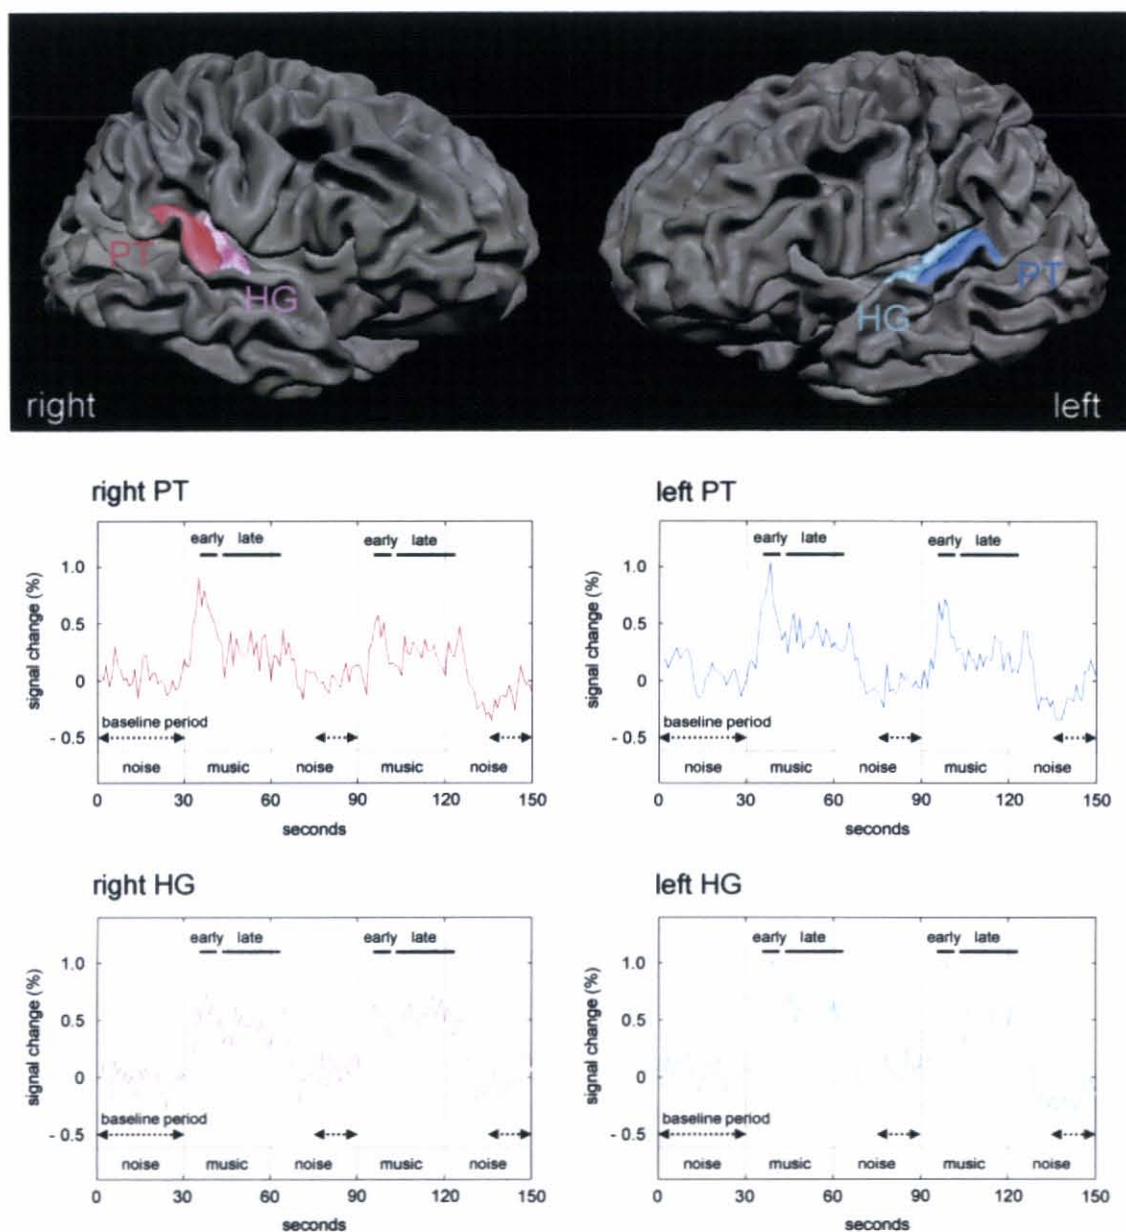 PT
HG
HG
PT
right
left
right PT
left PT
early late early late
early late early late
1.0
0.5
0
- 0.5
signal change (%)
baseline period
noise music noise music noise
0 30 60 90 120 150
seconds
1.0
0.5
0
- 0.5
signal change (%)
baseline period
noise music noise music noise
0 30 60 90 120 150
seconds
right HG
left HG
early late early late
early late early late
1.0
0.5
0
- 0.5
signal change (%)
baseline period
noise music noise music noise
0 30 60 90 120 150
seconds
1.0
0.5
0
- 0.5
signal change (%)
baseline period
noise music noise music noise
0 30 60 90 120 150
seconds